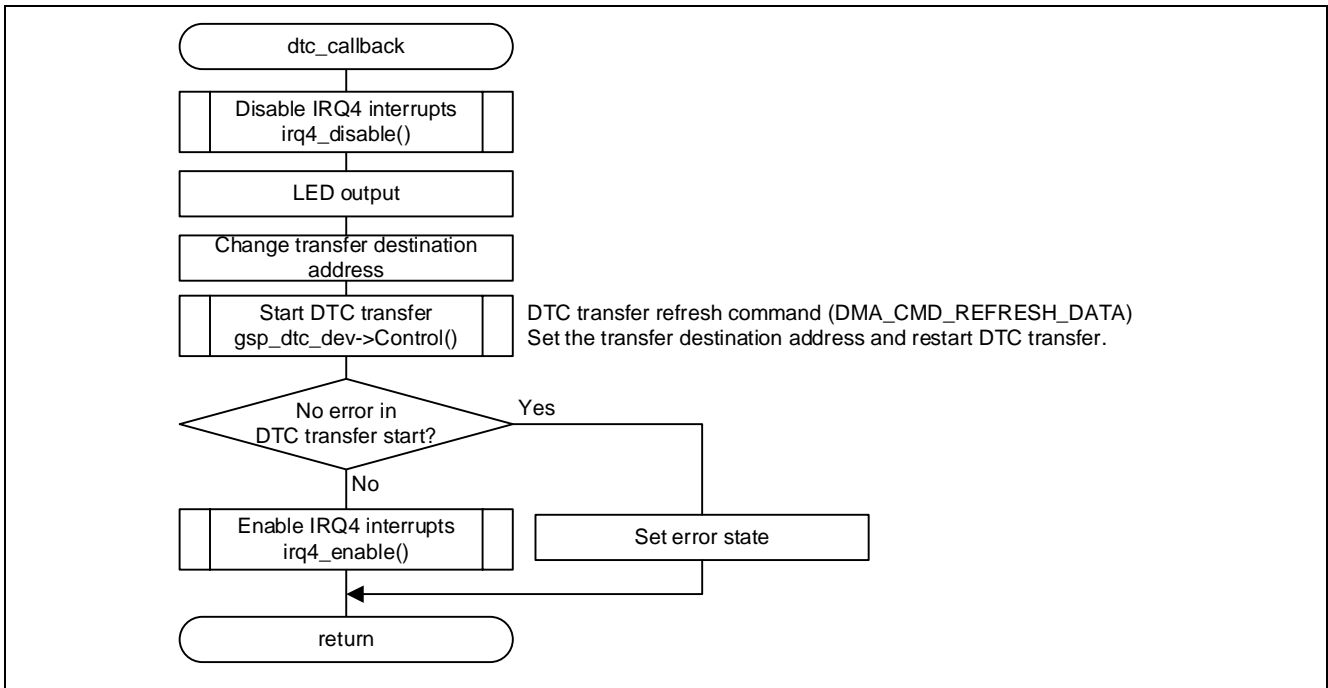 dtc_callback
Disable IRQ4 interrupts
irq4_disable()
LED output
Change transfer destination
address
Start DTC transfer
gsp_dtc_dev->Control()
DTC transfer refresh command (DMA_CMD_REFRESH_DATA)
Set the transfer destination address and restart DTC transfer.
No error in
DTC transfer start?
Yes
No
Enable IRQ4 interrupts
irq4_enable()
Set error state
return